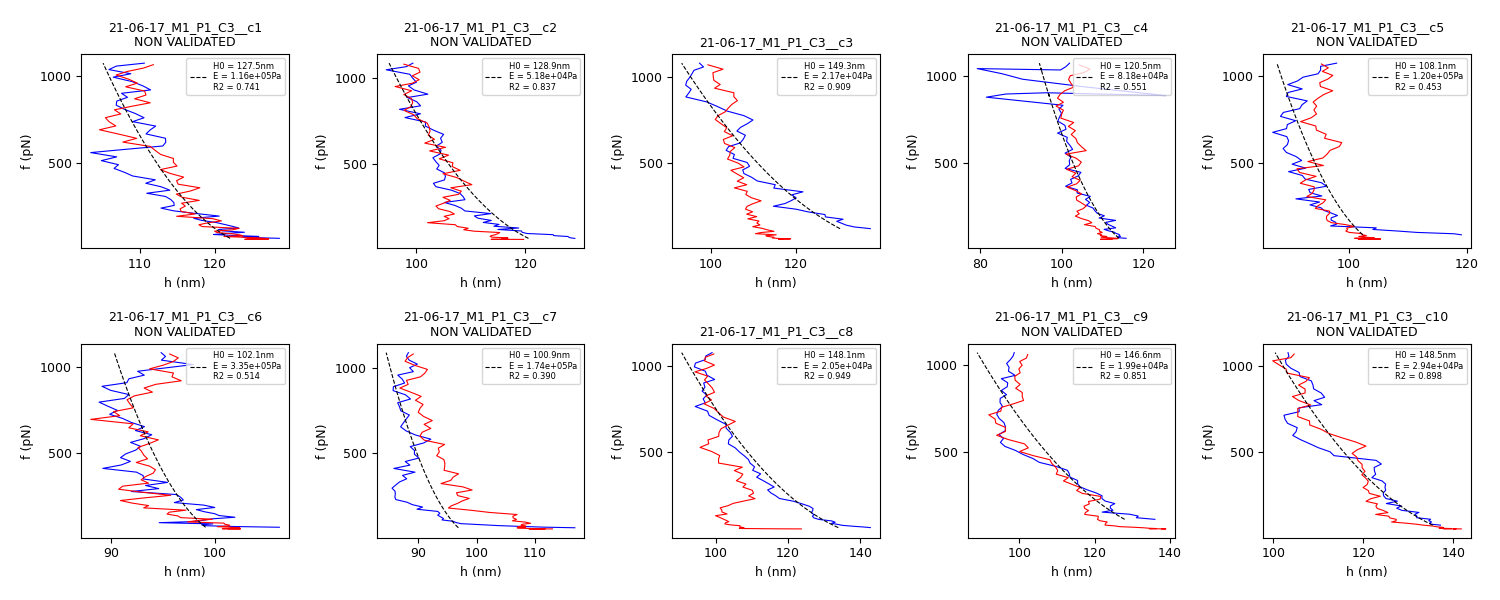 21-06-17_M1_P1_C3__c1
NON VALIDATED
H0 = 127.5nm
E = 1.16e+05Pa
R2 = 0.741
1000
500
f (pN)
110 120
h (nm)
21-06-17_M1_P1_C3__c2
NON VALIDATED
H0 = 128.9nm
E = 5.18e+04Pa
R2 = 0.837
1000
500
f (pN)
100 120
h (nm)
21-06-17_M1_P1_C3__c3
H0 = 149.3nm
E = 2.17e+04Pa
R2 = 0.909
1000
500
f (pN)
100 120
h (nm)
21-06-17_M1_P1_C3__c4
NON VALIDATED
H0 = 120.5nm
E = 8.18e+04Pa
R2 = 0.551
1000
500
f (pN)
80 100 120
h (nm)
21-06-17_M1_P1_C3__c5
NON VALIDATED
H0 = 108.1nm
E = 1.20e+05Pa
R2 = 0.453
1000
500
f (pN)
100 120
h (nm)
21-06-17_M1_P1_C3__c6
NON VALIDATED
H0 = 102.1nm
E = 3.35e+05Pa
R2 = 0.514
1000
500
f (pN)
90 100
h (nm)
21-06-17_M1_P1_C3__c7
NON VALIDATED
H0 = 100.9nm
E = 1.74e+05Pa
R2 = 0.390
1000
500
f (pN)
90 100 110
h (nm)
21-06-17_M1_P1_C3__c8
H0 = 148.1nm
E = 2.05e+04Pa
R2 = 0.949
1000
500
f (pN)
100 120 140
h (nm)
21-06-17_M1_P1_C3__c9
NON VALIDATED
H0 = 146.6nm
E = 1.99e+04Pa
R2 = 0.851
1000
500
f (pN)
100 120 140
h (nm)
21-06-17_M1_P1_C3__c10
NON VALIDATED
H0 = 148.5nm
E = 2.94e+04Pa
R2 = 0.898
1000
500
f (pN)
100 120 140
h (nm)